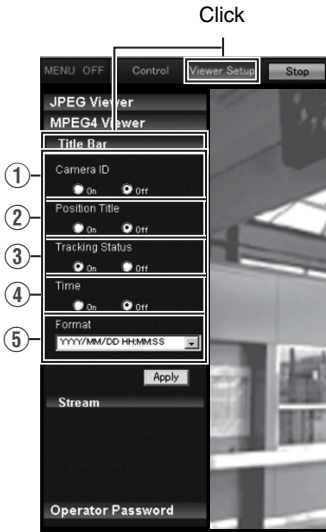 Click
MENU OFF Control Viewer Setup Stop
JPEG Viewer
MPEG4 Viewer
Title Bar
① Camera ID
On Off
② Position Title
On Off
③ Tracking Status
On Off
④ Time
On Off
⑤ Format
YYYY/MM/DD HH:MM:SS
Apply
Stream
Operator Password